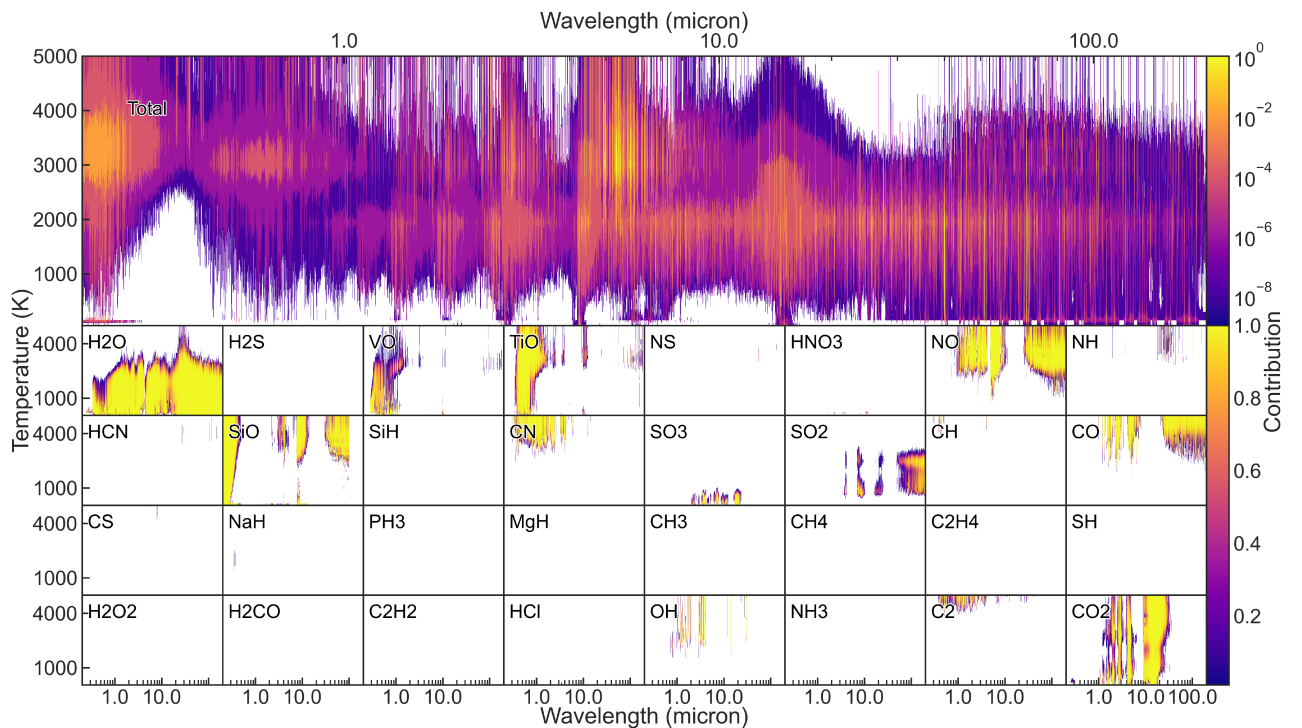 Wavelength (micron)
1.0 10.0 100.0
5000
4000
3000
2000
1000
Total
10^0
10^−2
10^−4
10^−6
10^−8
Temperature (K)
Contribution
1.0
0.8
0.6
0.4
0.2
4000
1000
H2O H2S VO TiO NS HNO3 NO NH
4000
1000
HCN SiO SiH CN SO3 SO2 CH CO
4000
1000
CS NaH PH3 MgH CH3 CH4 C2H4 SH
4000
1000
H2O2 H2CO C2H2 HCl OH NH3 C2 CO2
1.0 10.0 1.0 10.0 1.0 10.0 1.0 10.0 1.0 10.0 1.0 10.0 1.0 10.0 1.0 10.0 100.0
Wavelength (micron)